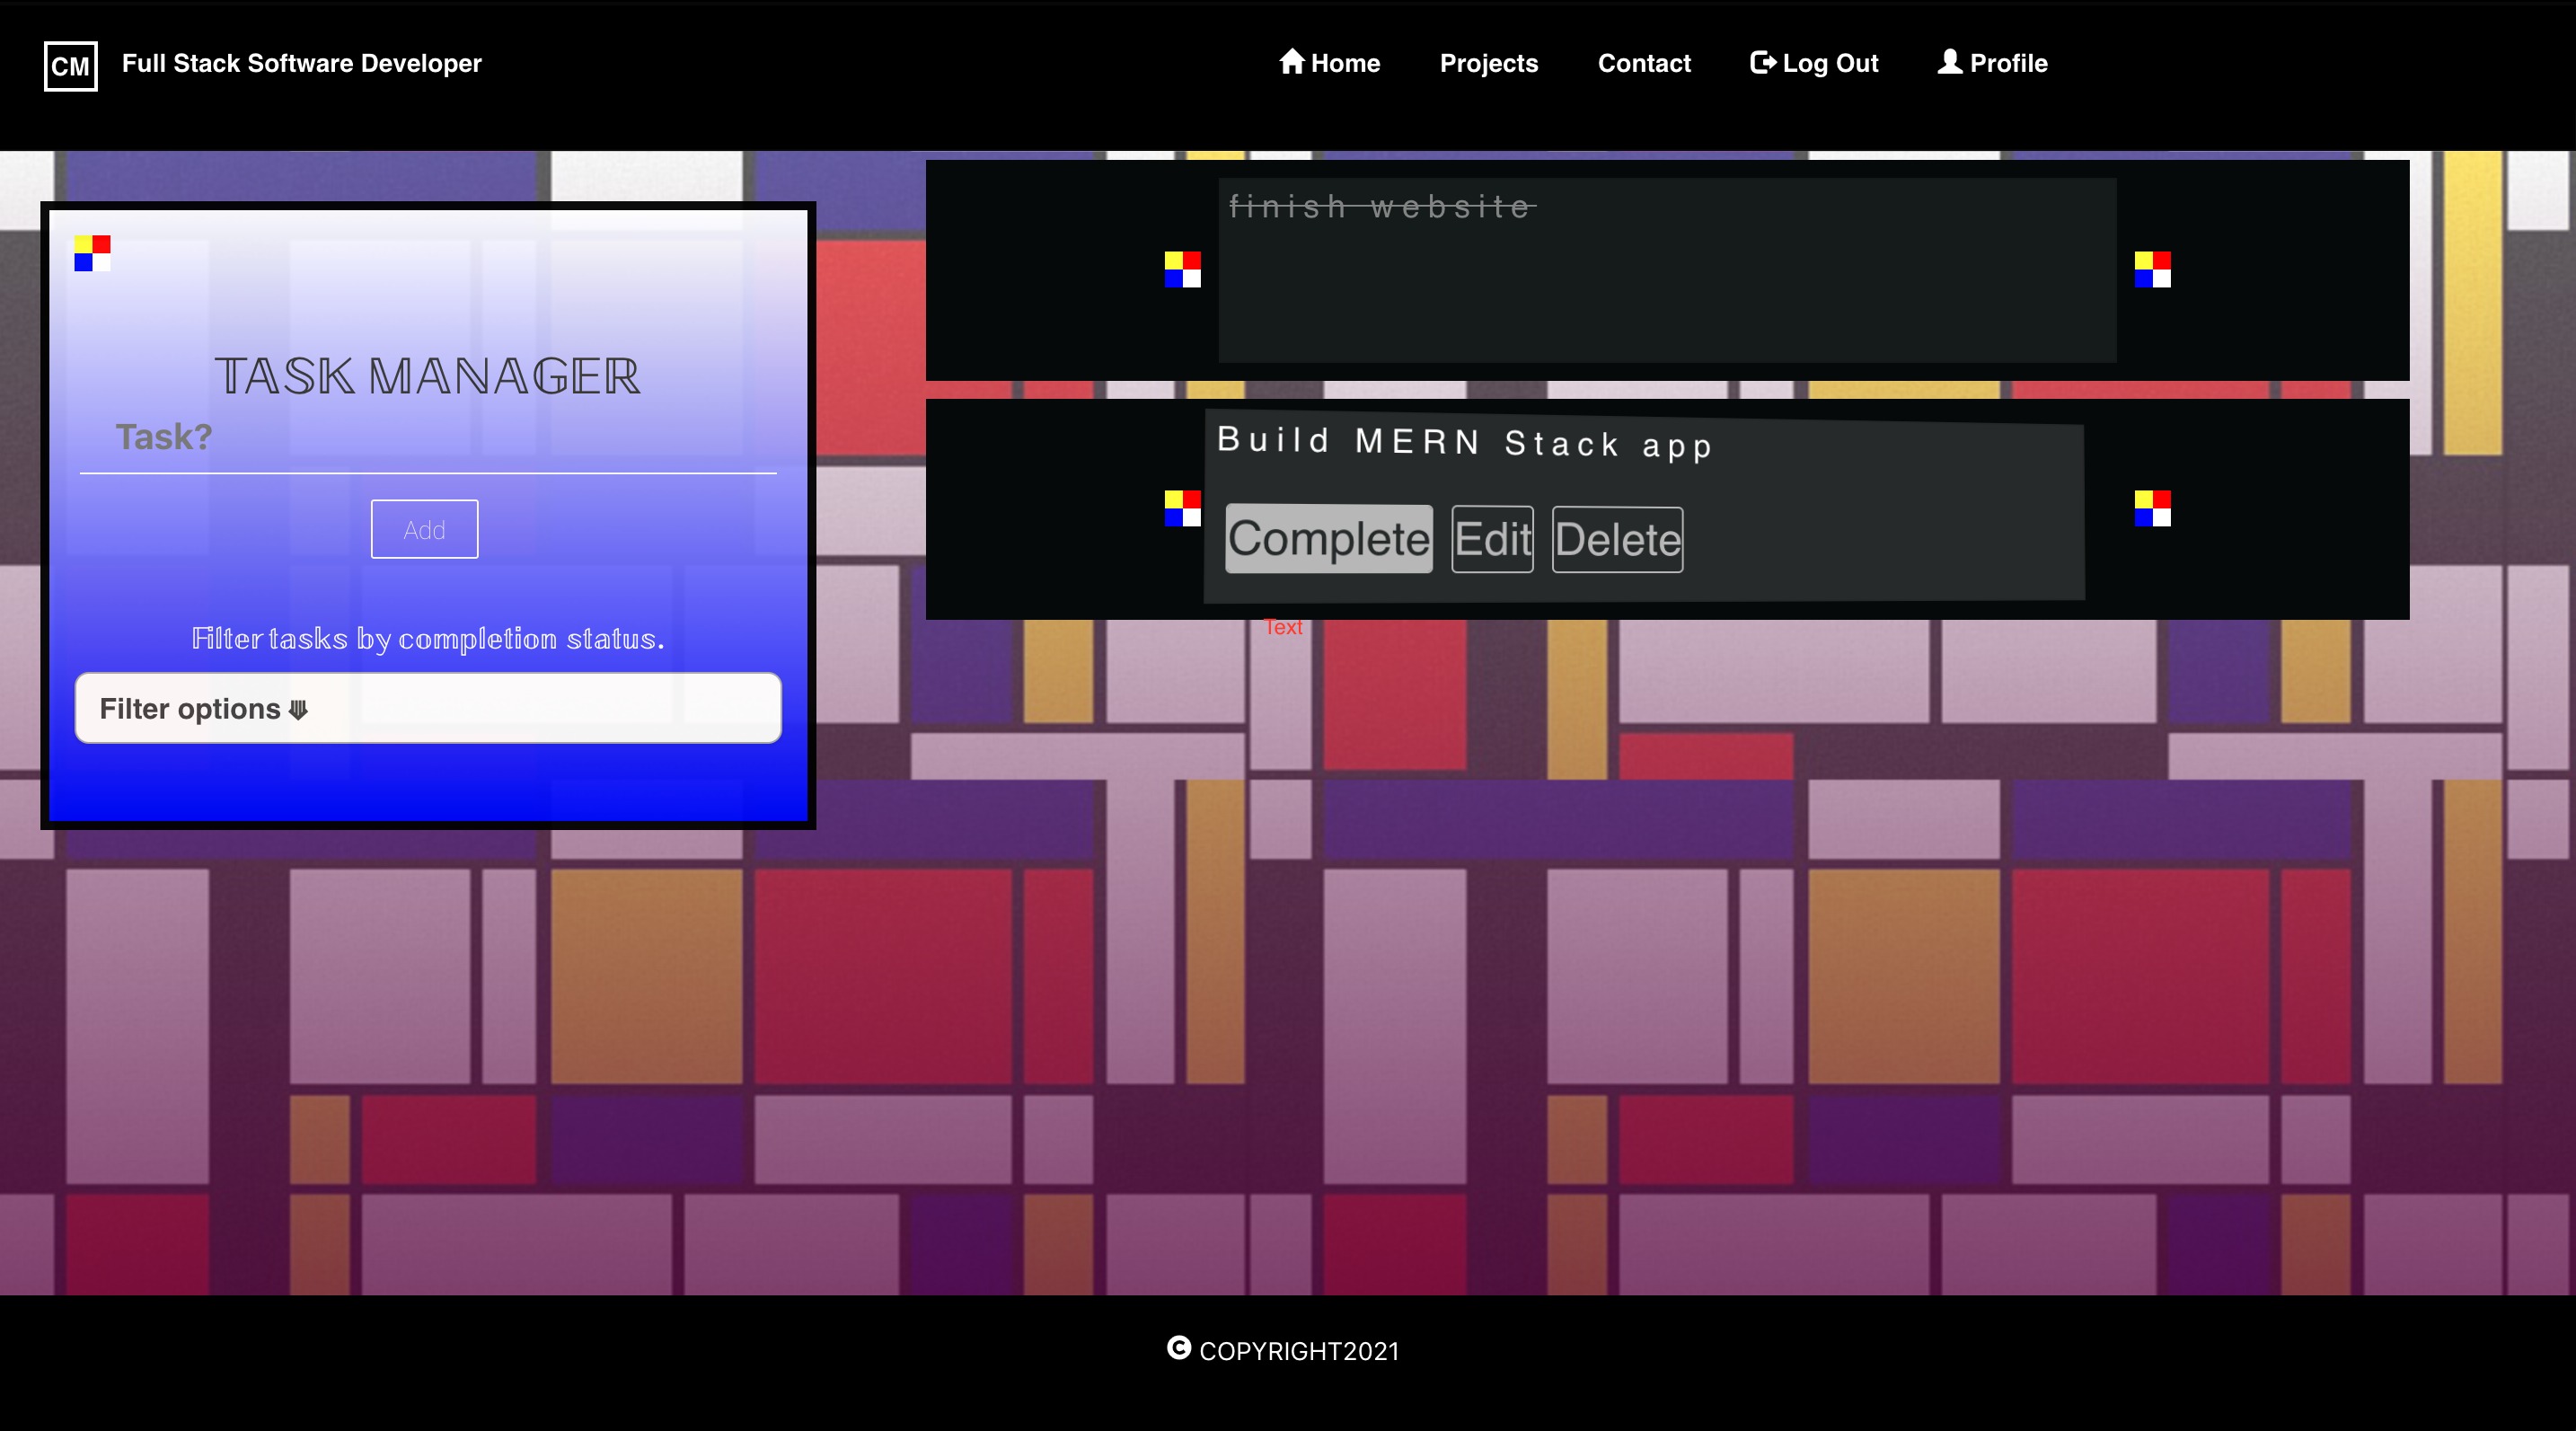 CM Full Stack Software Developer Home Projects Contact Log Out Profile
finish website
TASK MANAGER
Task?
Add
Filter tasks by completion status.
Filter options
Build MERN Stack app
Complete Edit Delete
Text
© COPYRIGHT2021